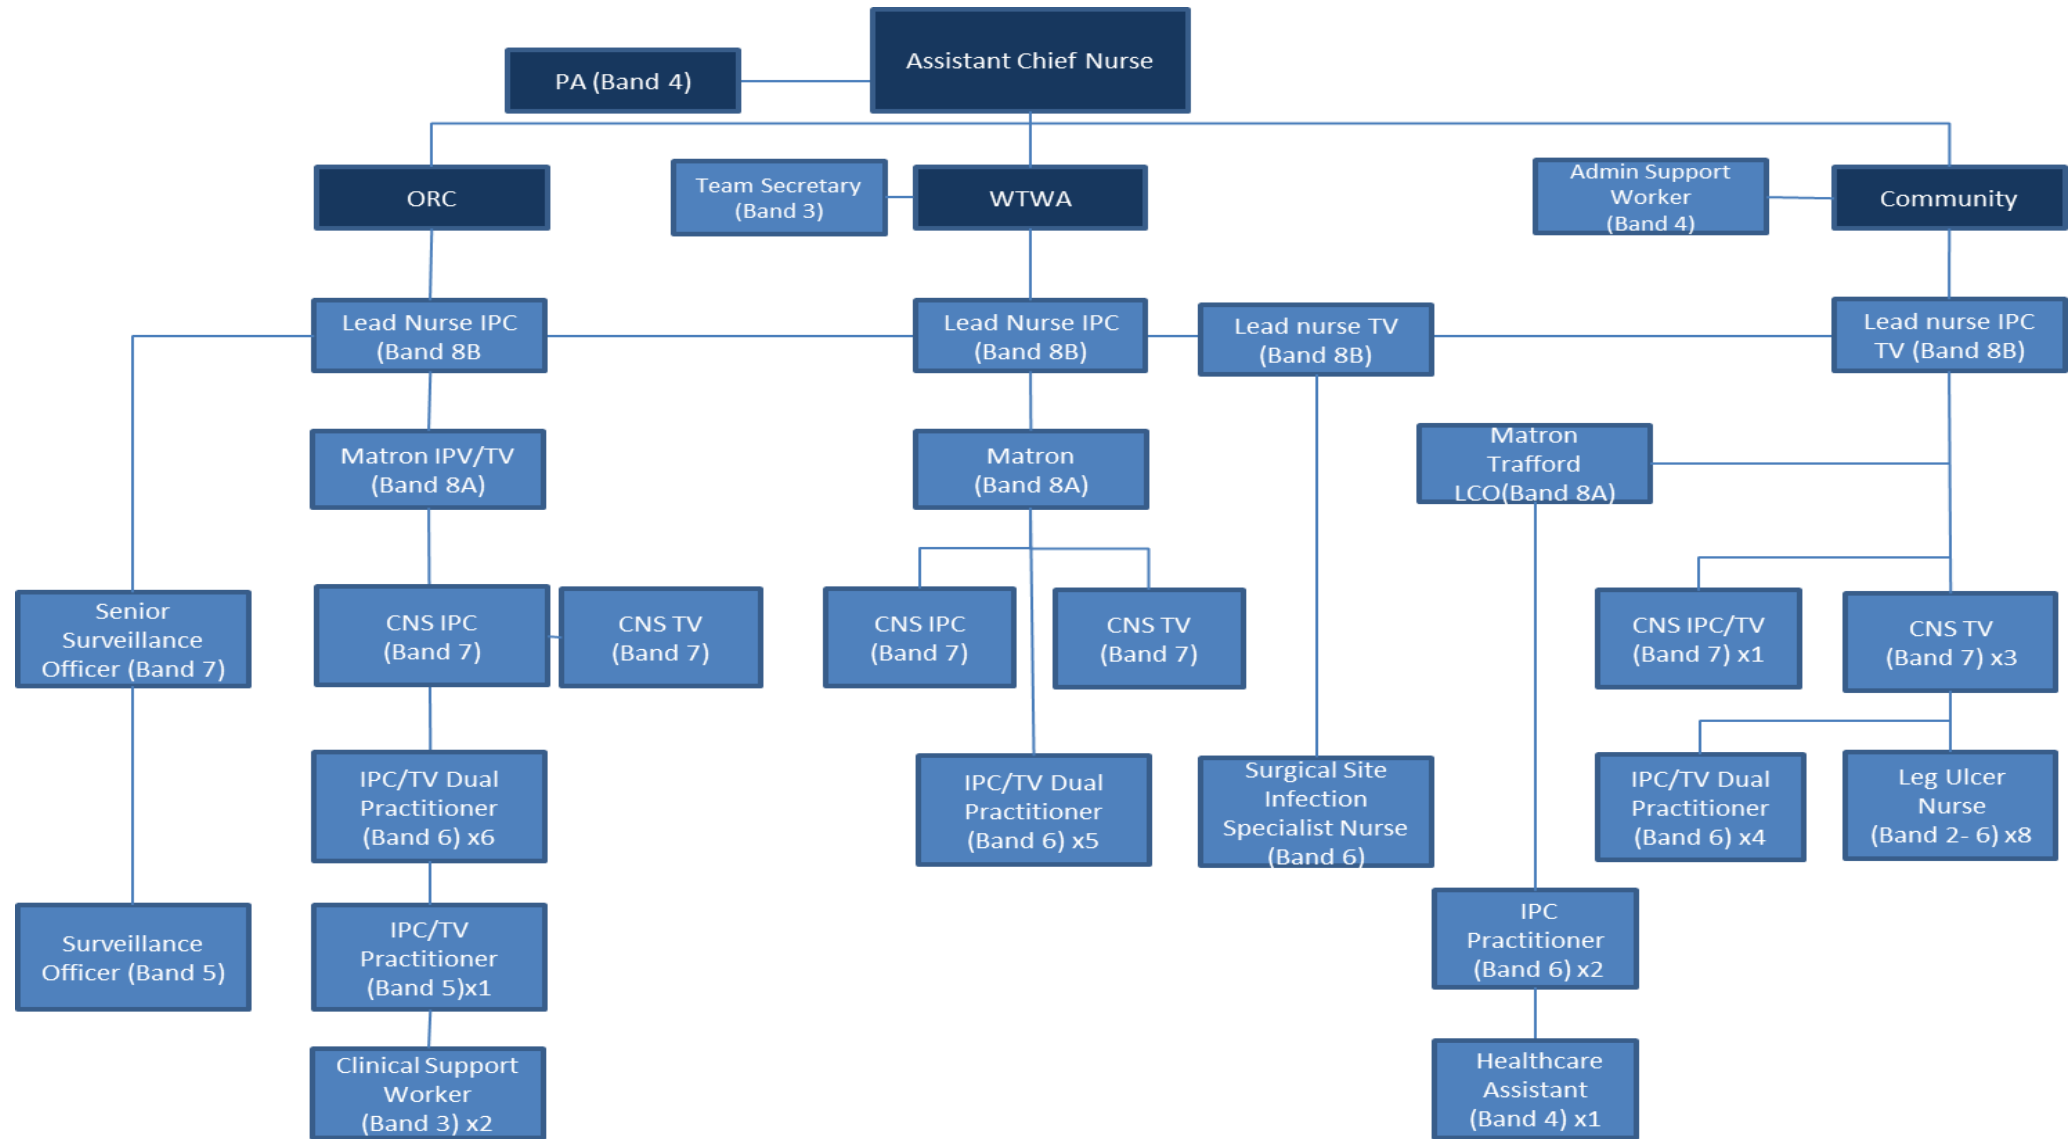 Assistant Chief Nurse
PA (Band 4)
ORC
Team Secretary
(Band 3)
WTWA
Admin Support
Worker
(Band 4)
Community
Lead Nurse IPC
(Band 8B
Lead Nurse IPC
(Band 8B)
Lead nurse TV
(Band 8B)
Lead nurse IPC
TV (Band 8B)
Matron IPV/TV
(Band 8A)
Matron
(Band 8A)
Matron
Trafford
LCO(Band 8A)
Senior
Surveillance
Officer (Band 7)
CNS IPC
(Band 7)
CNS TV
(Band 7)
CNS IPC
(Band 7)
CNS TV
(Band 7)
CNS IPC/TV
(Band 7) x1
CNS TV
(Band 7) x3
IPC/TV Dual
Practitioner
(Band 6) x6
IPC/TV Dual
Practitioner
(Band 6) x5
Surgical Site
Infection
Specialist Nurse
(Band 6)
IPC/TV Dual
Practitioner
(Band 6) x4
Leg Ulcer
Nurse
(Band 2- 6) x8
Surveillance
Officer (Band 5)
IPC/TV
Practitioner
(Band 5)x1
IPC
Practitioner
(Band 6) x2
Clinical Support
Worker
(Band 3) x2
Healthcare
Assistant
(Band 4) x1